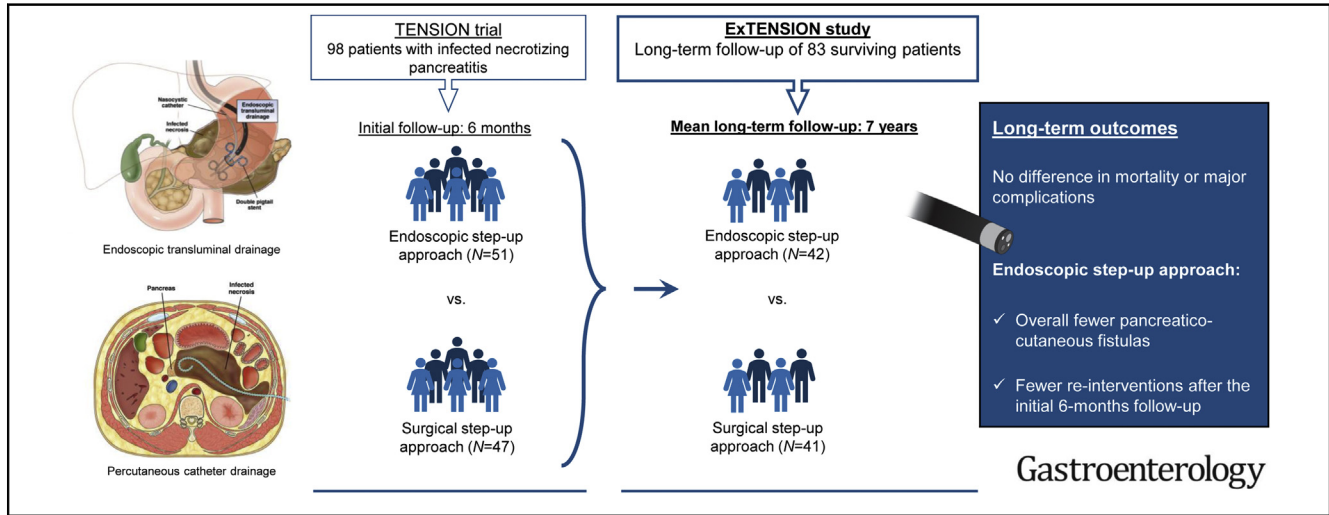 Nasocystic
catheter
Endoscopic
transluminal
drainage
Infected
necrosis
Double pigtail
stent
Endoscopic transluminal drainage
Pancreas
Infected
necrosis
Percutaneous catheter drainage
TENSION trial
98 patients with infected necrotizing
pancreatitis
Initial follow-up: 6 months
Endoscopic step-up
approach (N=51)
vs.
Surgical step-up
approach (N=47)
ExTENSION study
Long-term follow-up of 83 surviving patients
Mean long-term follow-up: 7 years
Endoscopic step-up
approach (N=42)
vs.
Surgical step-up
approach (N=41)
Long-term outcomes
No difference in mortality or major
complications
Endoscopic step-up approach:
✓ Overall fewer pancreatico-
cutaneous fistulas
✓ Fewer re-interventions after the
initial 6-months follow-up
Gastroenterology